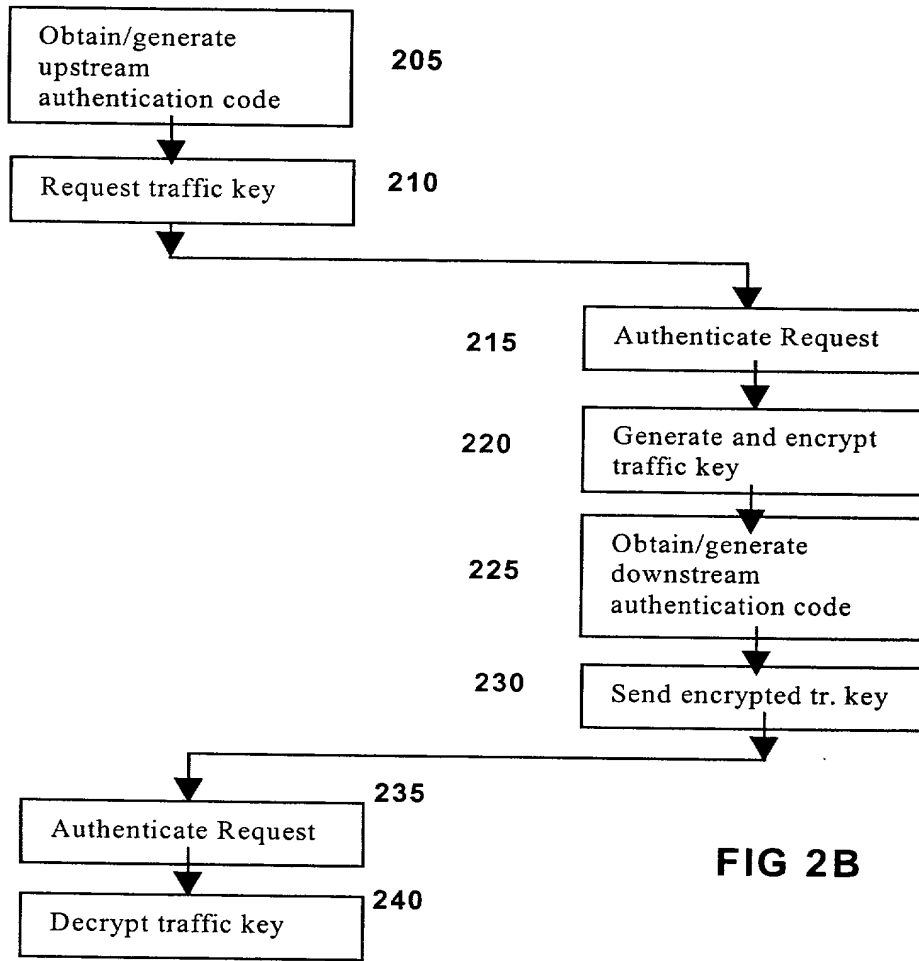 Obtain/generate
upstream
authentication code
205
Request traffic key
210
215
Authenticate Request
220
Generate and encrypt
traffic key
225
Obtain/generate
downstream
authentication code
230
Send encrypted tr. key
235
Authenticate Request
FIG 2B
240
Decrypt traffic key